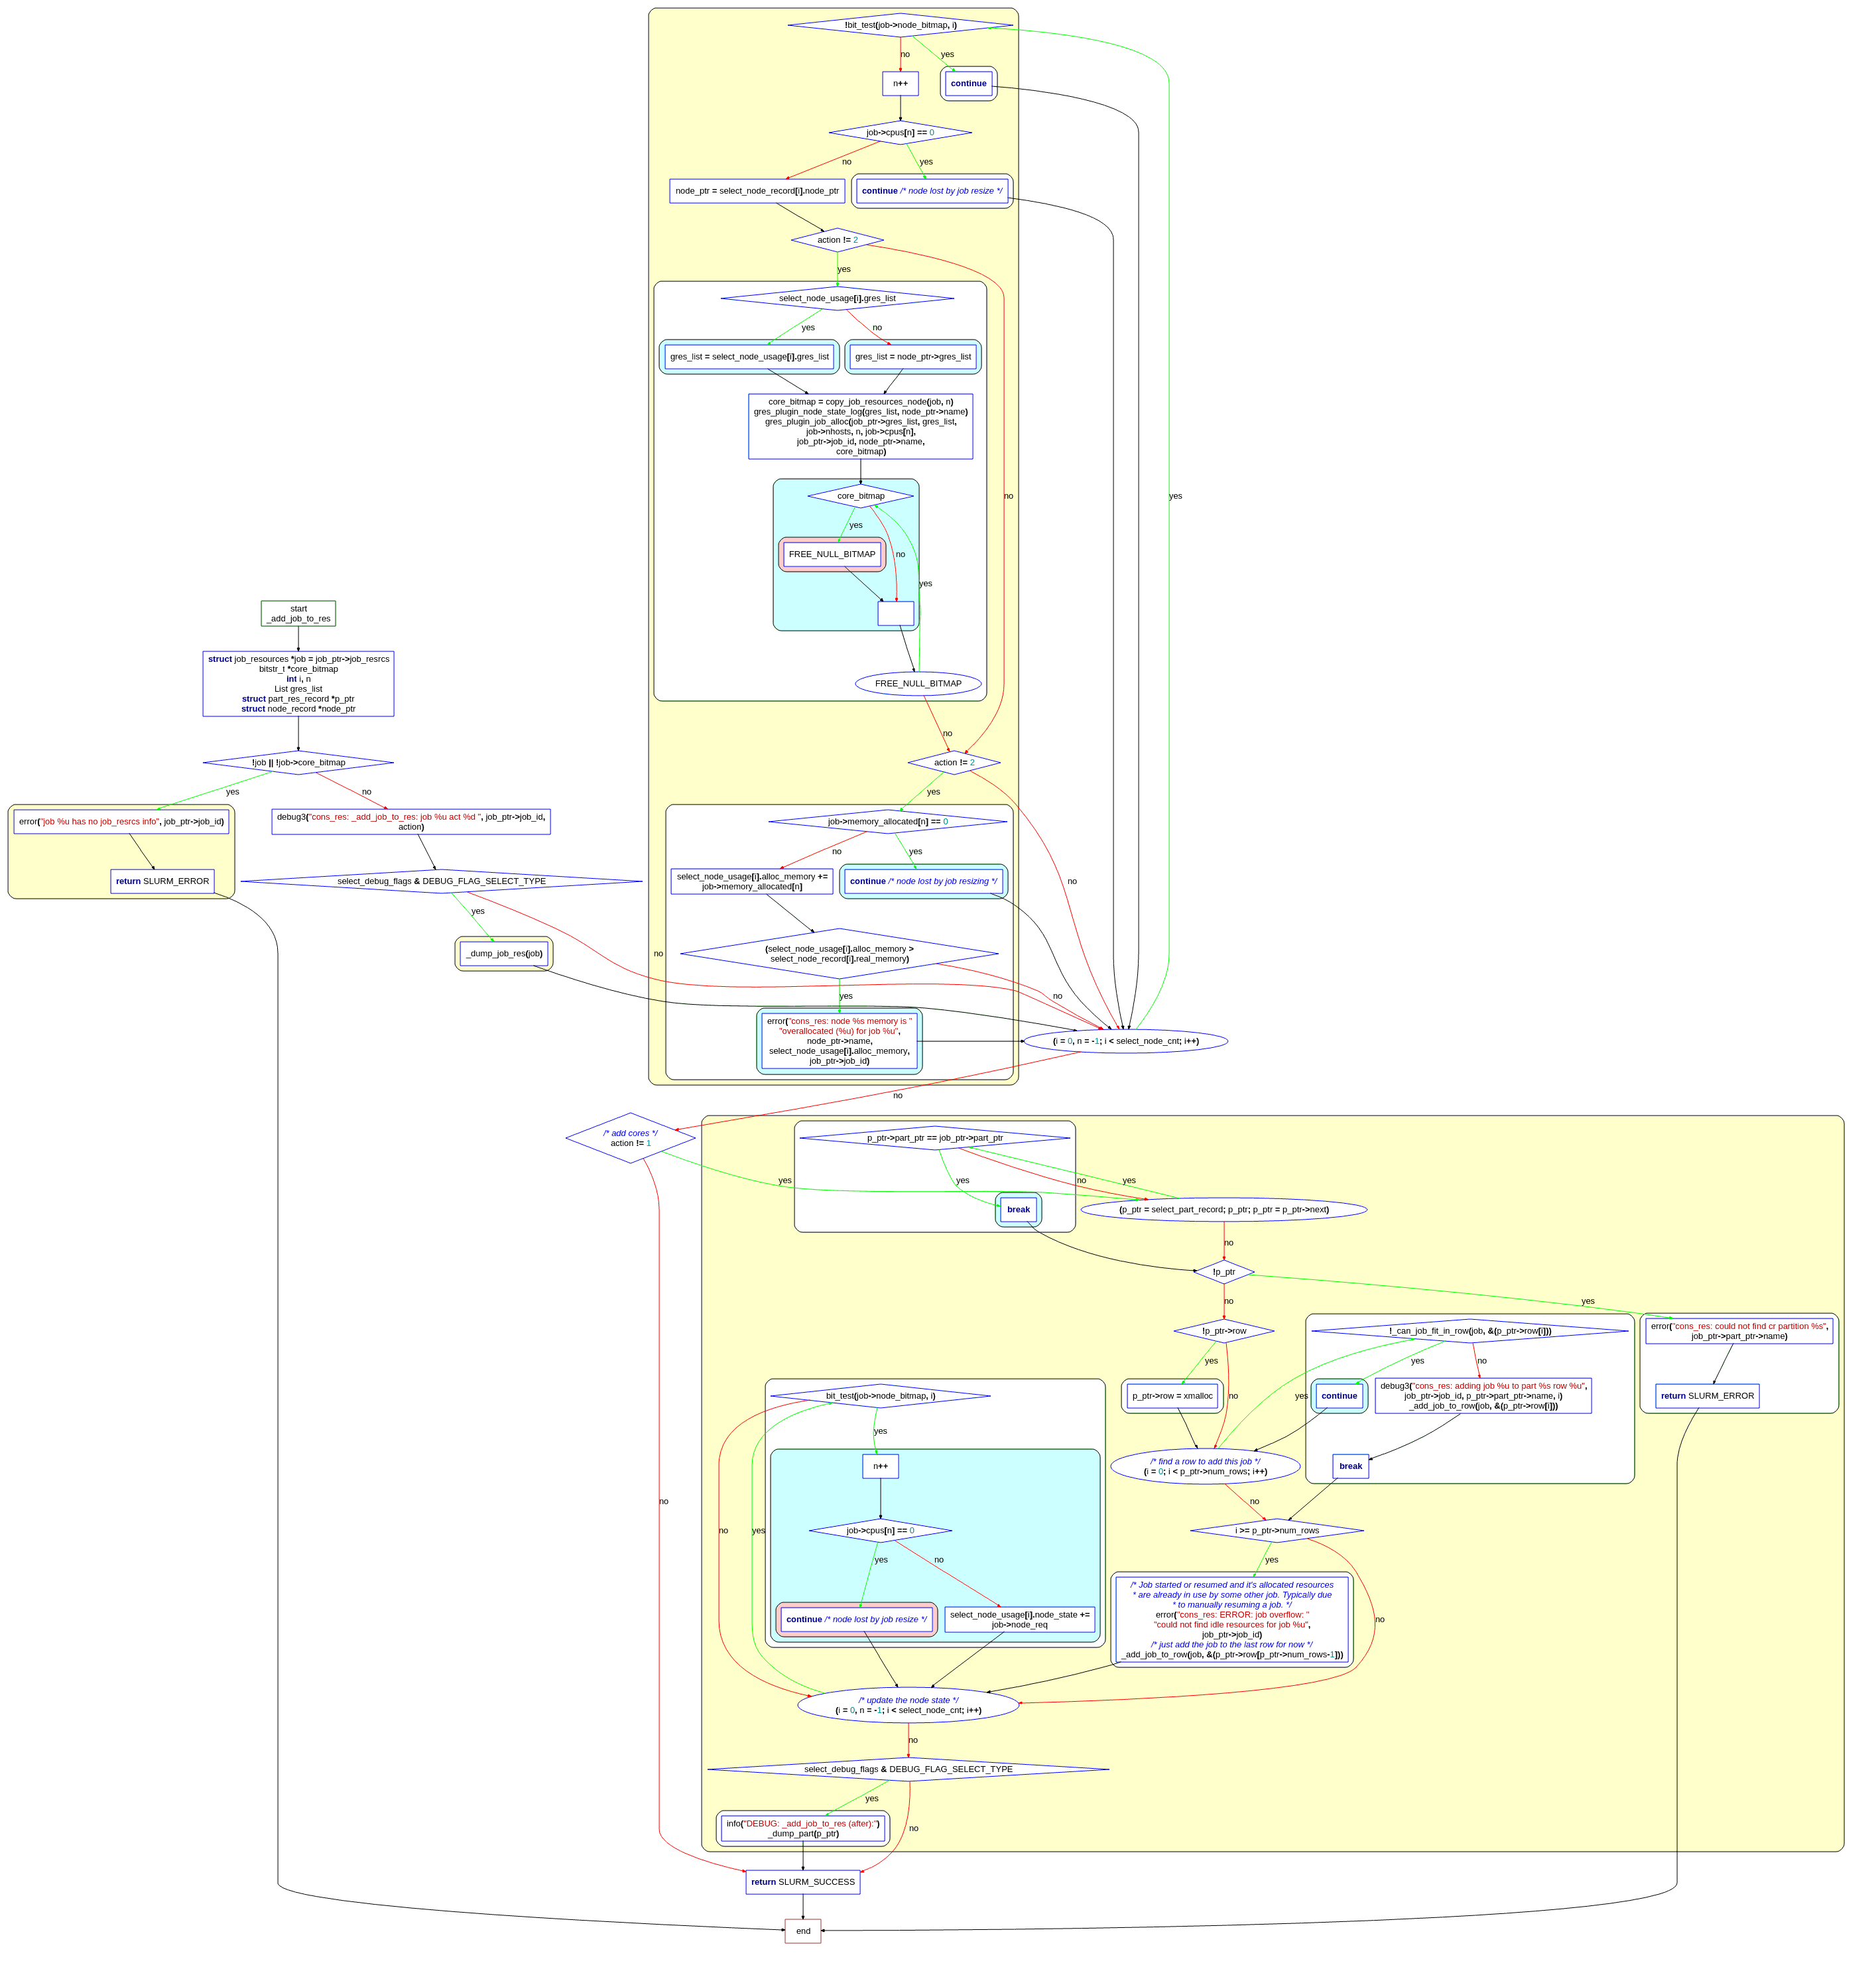 !bit_test(job->node_bitmap, i)
no
yes
n++
continue
job->cpus[n] == 0
no
yes
node_ptr = select_node_record[i].node_ptr
continue /* node lost by job resize */
action != 2
yes
select_node_usage[i].gres_list
yes
no
gres_list = select_node_usage[i].gres_list
gres_list = node_ptr->gres_list
core_bitmap = copy_job_resources_node(job, n)
gres_plugin_node_state_log(gres_list, node_ptr->name)
gres_plugin_job_alloc(job_ptr->gres_list, gres_list,
job->nhosts, n, job->cpus[n],
job_ptr->job_id, node_ptr->name,
core_bitmap)
core_bitmap
no
yes
yes
FREE_NULL_BITMAP
no
yes
FREE_NULL_BITMAP
no
start
_add_job_to_res
struct job_resources *job = job_ptr->job_resrcs
bitstr_t *core_bitmap
int i, n
List gres_list
struct part_res_record *p_ptr
struct node_record *node_ptr
!job || !job->core_bitmap
yes
no
error("job %u has no job_resrcs info", job_ptr->job_id)
return SLURM_ERROR
debug3("cons_res: _add_job_to_res: job %u act %d ", job_ptr->job_id,
action)
select_debug_flags & DEBUG_FLAG_SELECT_TYPE
yes
no
_dump_job_res(job)
action != 2
yes
no
job->memory_allocated[n] == 0
no
yes
select_node_usage[i].alloc_memory +=
job->memory_allocated[n]
continue /* node lost by job resizing */
(select_node_usage[i].alloc_memory >
select_node_record[i].real_memory)
no
yes
error("cons_res: node %s memory is "
"overallocated (%u) for job %u",
node_ptr->name,
select_node_usage[i].alloc_memory,
job_ptr->job_id)
(i = 0, n = -1; i < select_node_cnt; i++)
no
/* add cores */
action != 1
yes
no
p_ptr->part_ptr == job_ptr->part_ptr
yes
no
yes
break
(p_ptr = select_part_record; p_ptr; p_ptr = p_ptr->next)
no
!p_ptr
no
yes
!p_ptr->row
yes
no
p_ptr->row = xmalloc
!_can_job_fit_in_row(job, &(p_ptr->row[i]))
yes
no
yes
continue
debug3("cons_res: adding job %u to part %s row %u",
job_ptr->job_id, p_ptr->part_ptr->name, i)
_add_job_to_row(job, &(p_ptr->row[i]))
break
error("cons_res: could not find cr partition %s",
job_ptr->part_ptr->name)
return SLURM_ERROR
/* find a row to add this job */
(i = 0; i < p_ptr->num_rows; i++)
no
i >= p_ptr->num_rows
yes
no
/* Job started or resumed and it's allocated resources
* are already in use by some other job. Typically due
* to manually resuming a job. */
error("cons_res: ERROR: job overflow: "
"could not find idle resources for job %u",
job_ptr->job_id)
/* just add the job to the last row for now */
_add_job_to_row(job, &(p_ptr->row[p_ptr->num_rows-1]))
bit_test(job->node_bitmap, i)
yes
no
yes
n++
job->cpus[n] == 0
yes
no
continue /* node lost by job resize */
select_node_usage[i].node_state +=
job->node_req
/* update the node state */
(i = 0, n = -1; i < select_node_cnt; i++)
no
select_debug_flags & DEBUG_FLAG_SELECT_TYPE
yes
no
info("DEBUG: _add_job_to_res (after):")
_dump_part(p_ptr)
return SLURM_SUCCESS
end